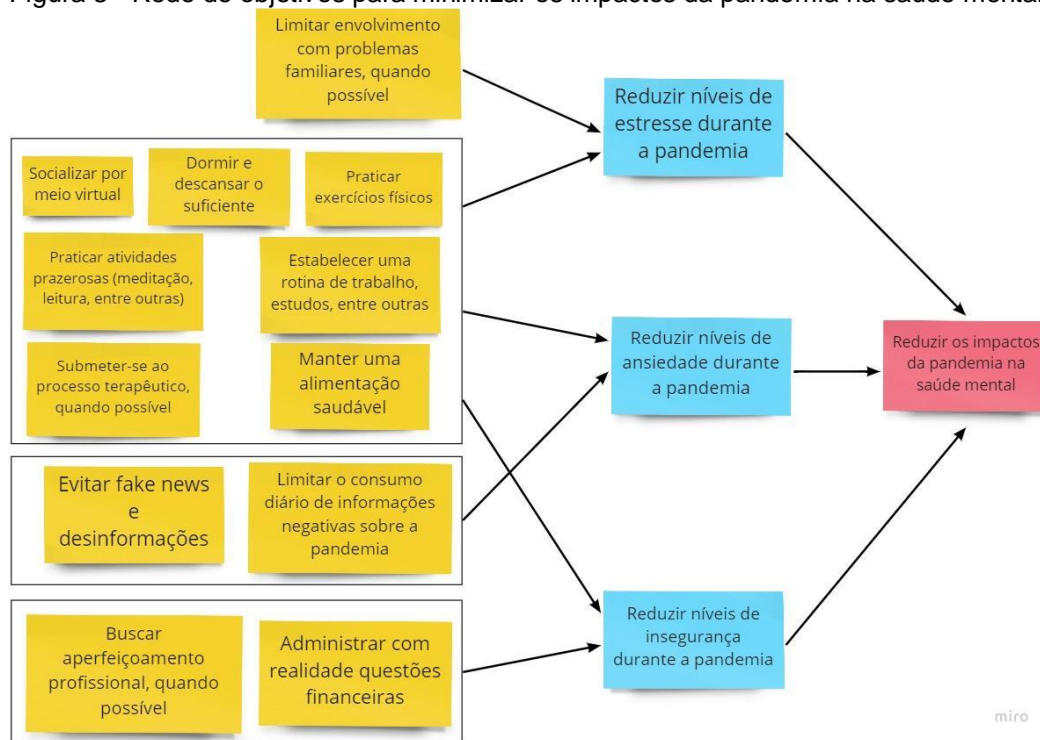 Rede de objetivos para minimizar os impactos da pandemia na saúde mental
Limitar envolvimento
com problemas
familiares, quando
possível
Reduzir níveis de
estresse durante
a pandemia
Socializar por
meio virtual
Dormir e
descansar o
suficiente
Praticar
exercícios físicos
Praticar atividades
prazerosas (meditação,
leitura, entre outras)
Estabelecer uma
rotina de trabalho,
estudos, entre outras
Submeter-se ao
processo terapêutico,
quando possível
Manter uma
alimentação
saudável
Reduzir níveis de
ansiedade durante
a pandemia
Reduzir os impactos
da pandemia na
saúde mental
Evitar fake news
e
desinformações
Limitar o consumo
diário de informações
negativas sobre a
pandemia
Buscar
aperfeiçoamento
profissional, quando
possível
Administrar com
realidade questões
financeiras
Reduzir níveis de
insegurança
durante a pandemia
miro